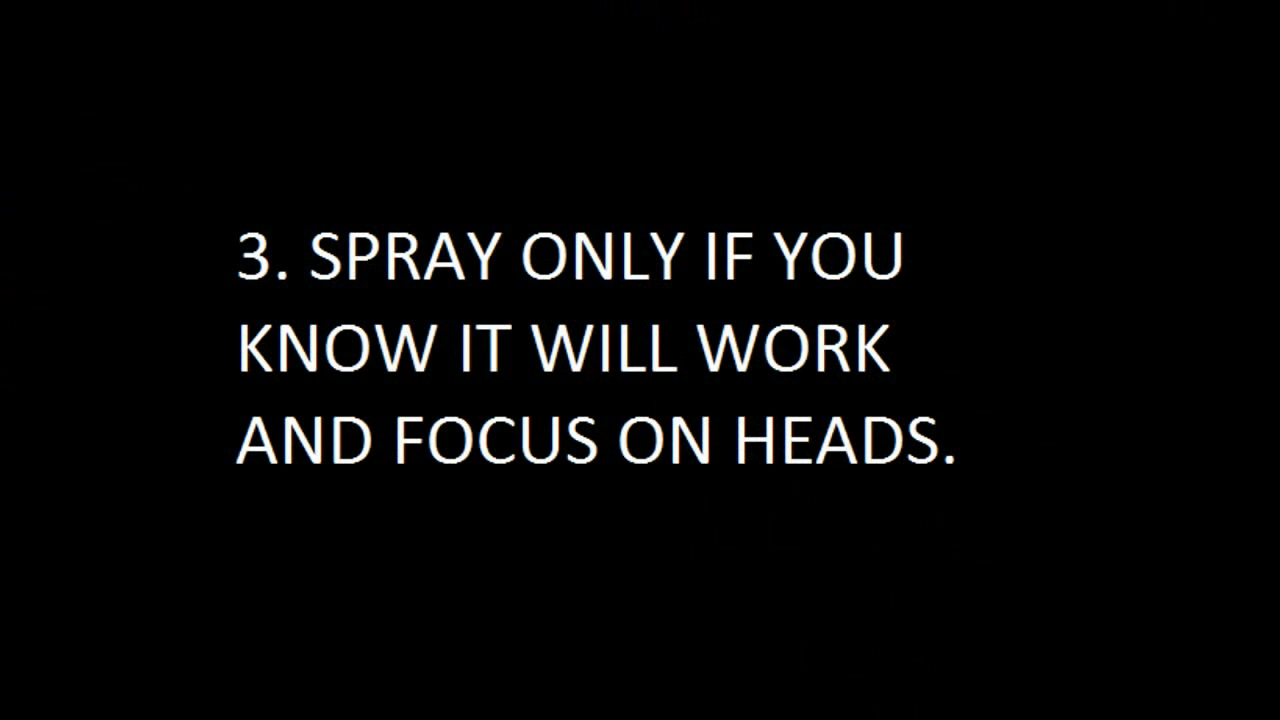 3. SPRAY ONLY IF YOU
KNOW IT WILL WORK
AND FOCUS ON HEADS.